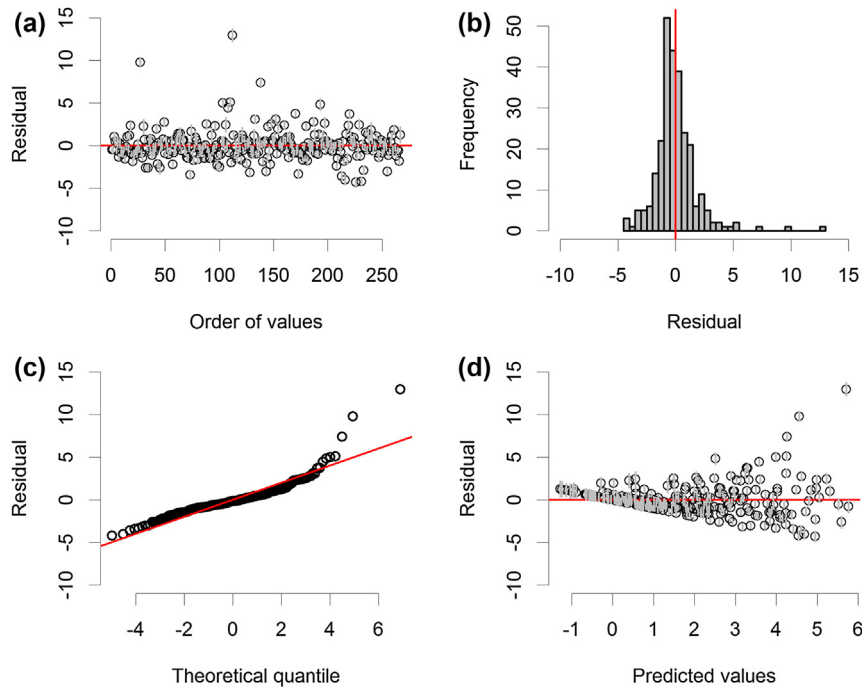 (a)
Residual
15
10
5
0
-5
-10
0 50 100 150 200 250
Order of values
(b)
Frequency
50
40
30
20
10
0
-10 -5 0 5 10 15
Residual
(c)
Residual
15
10
5
0
-5
-10
-4 -2 0 2 4 6
Theoretical quantile
(d)
Residual
15
10
5
0
-5
-10
-1 0 1 2 3 4 5 6
Predicted values